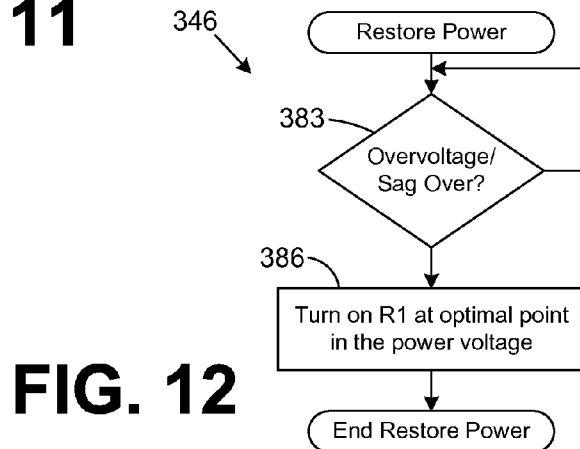 11
346
Restore Power
383
Overvoltage/
Sag Over?
386
Turn on R1 at optimal point
in the power voltage
FIG. 12
End Restore Power